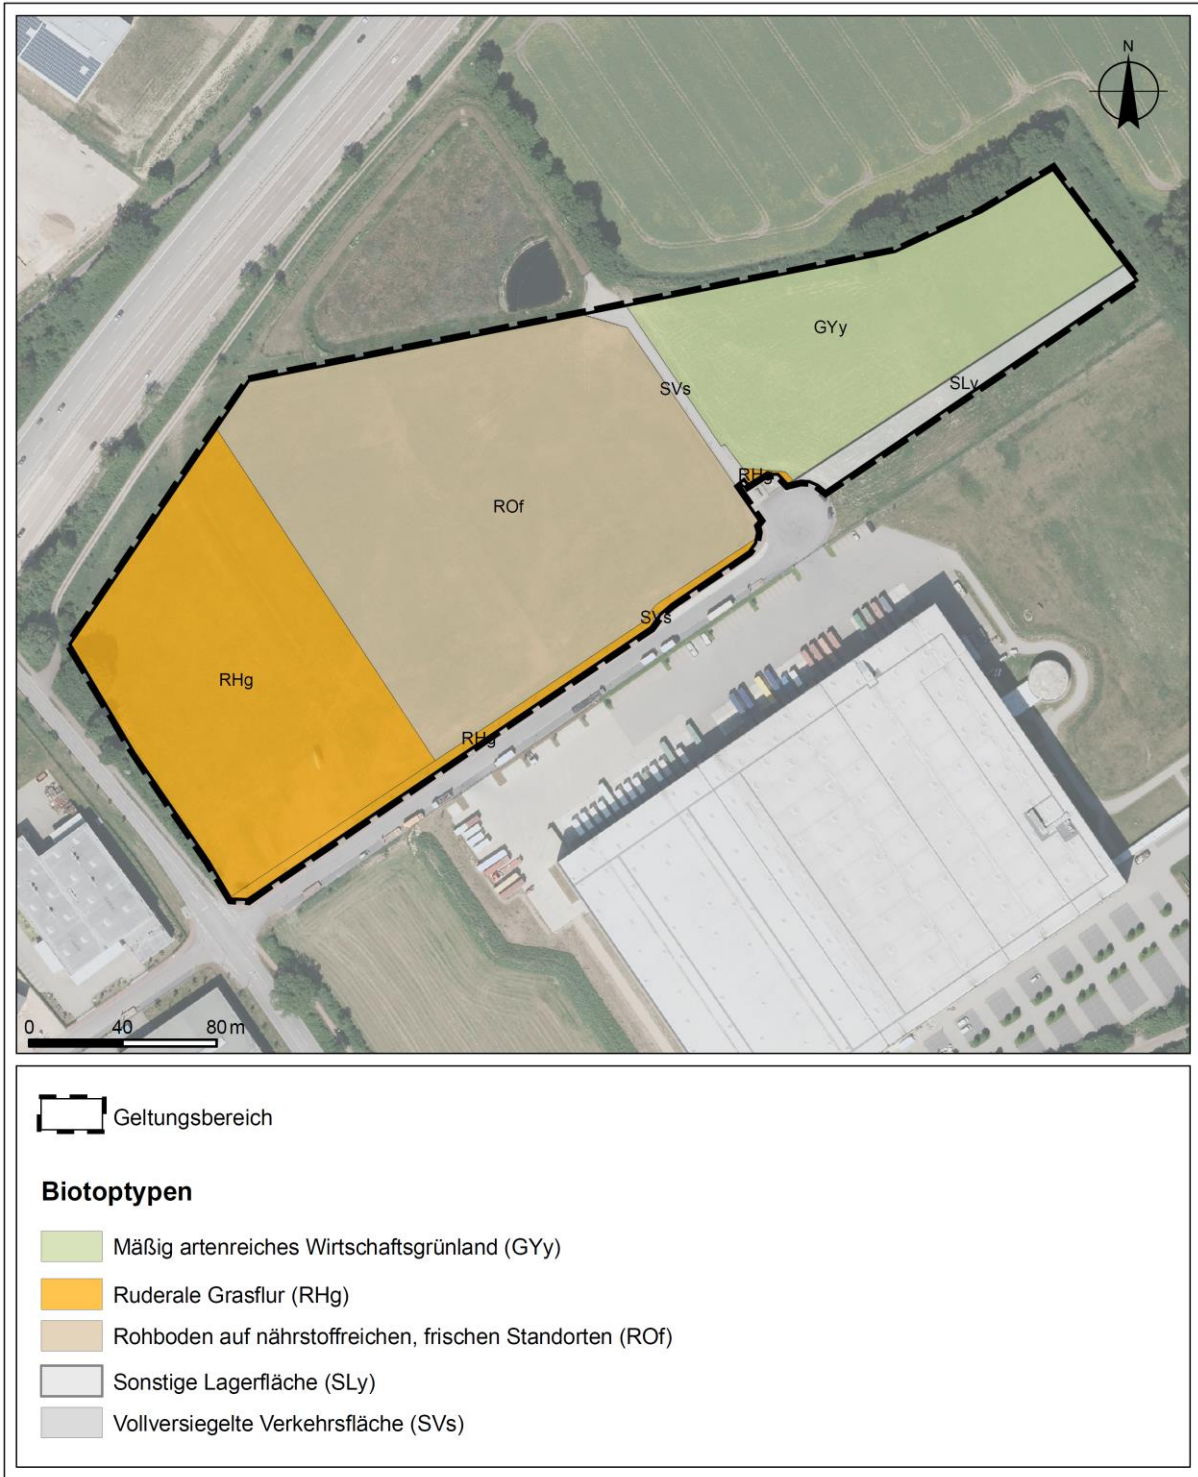 N
GYy
SVs
SLy
RHg
ROf
SVs
RHg
RHg
0 40 80 m
Geltungsbereich
Biotoptypen
Mäßig artenreiches Wirtschaftsgrünland (GYy)
Ruderale Grasflur (RHg)
Rohboden auf nährstoffreichen, frischen Standorten (ROf)
Sonstige Lagerfläche (SLy)
Vollversiegelte Verkehrsfläche (SVs)